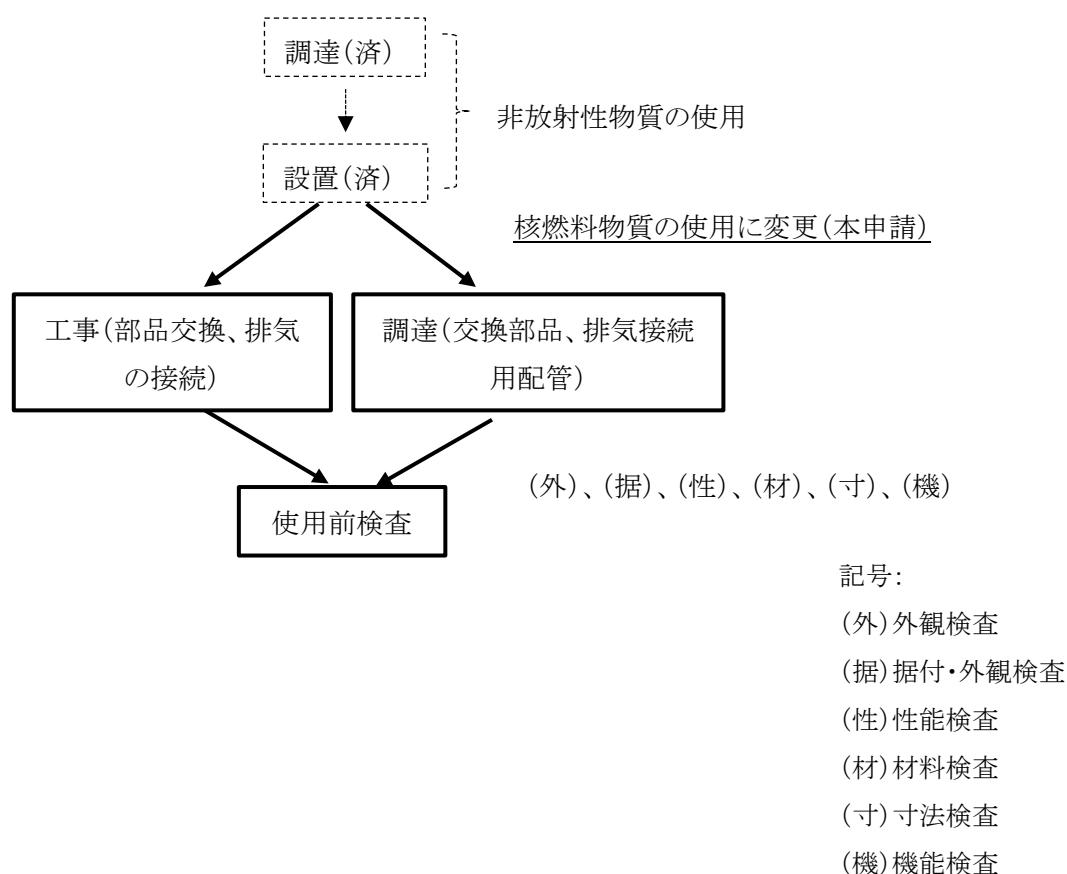 調達(済)
非放射性物質の使用
設置(済)
核燃料物質の使用に変更(本申請)
工事(部品交換、排気
の接続)
調達(交換部品、排気接続
用配管)
(外)、(据)、(性)、(材)、(寸)、(機)
使用前検査
記号:
(外)外観検査
(据)据付・外観検査
(性)性能検査
(材)材料検査
(寸)寸法検査
(機)機能検査